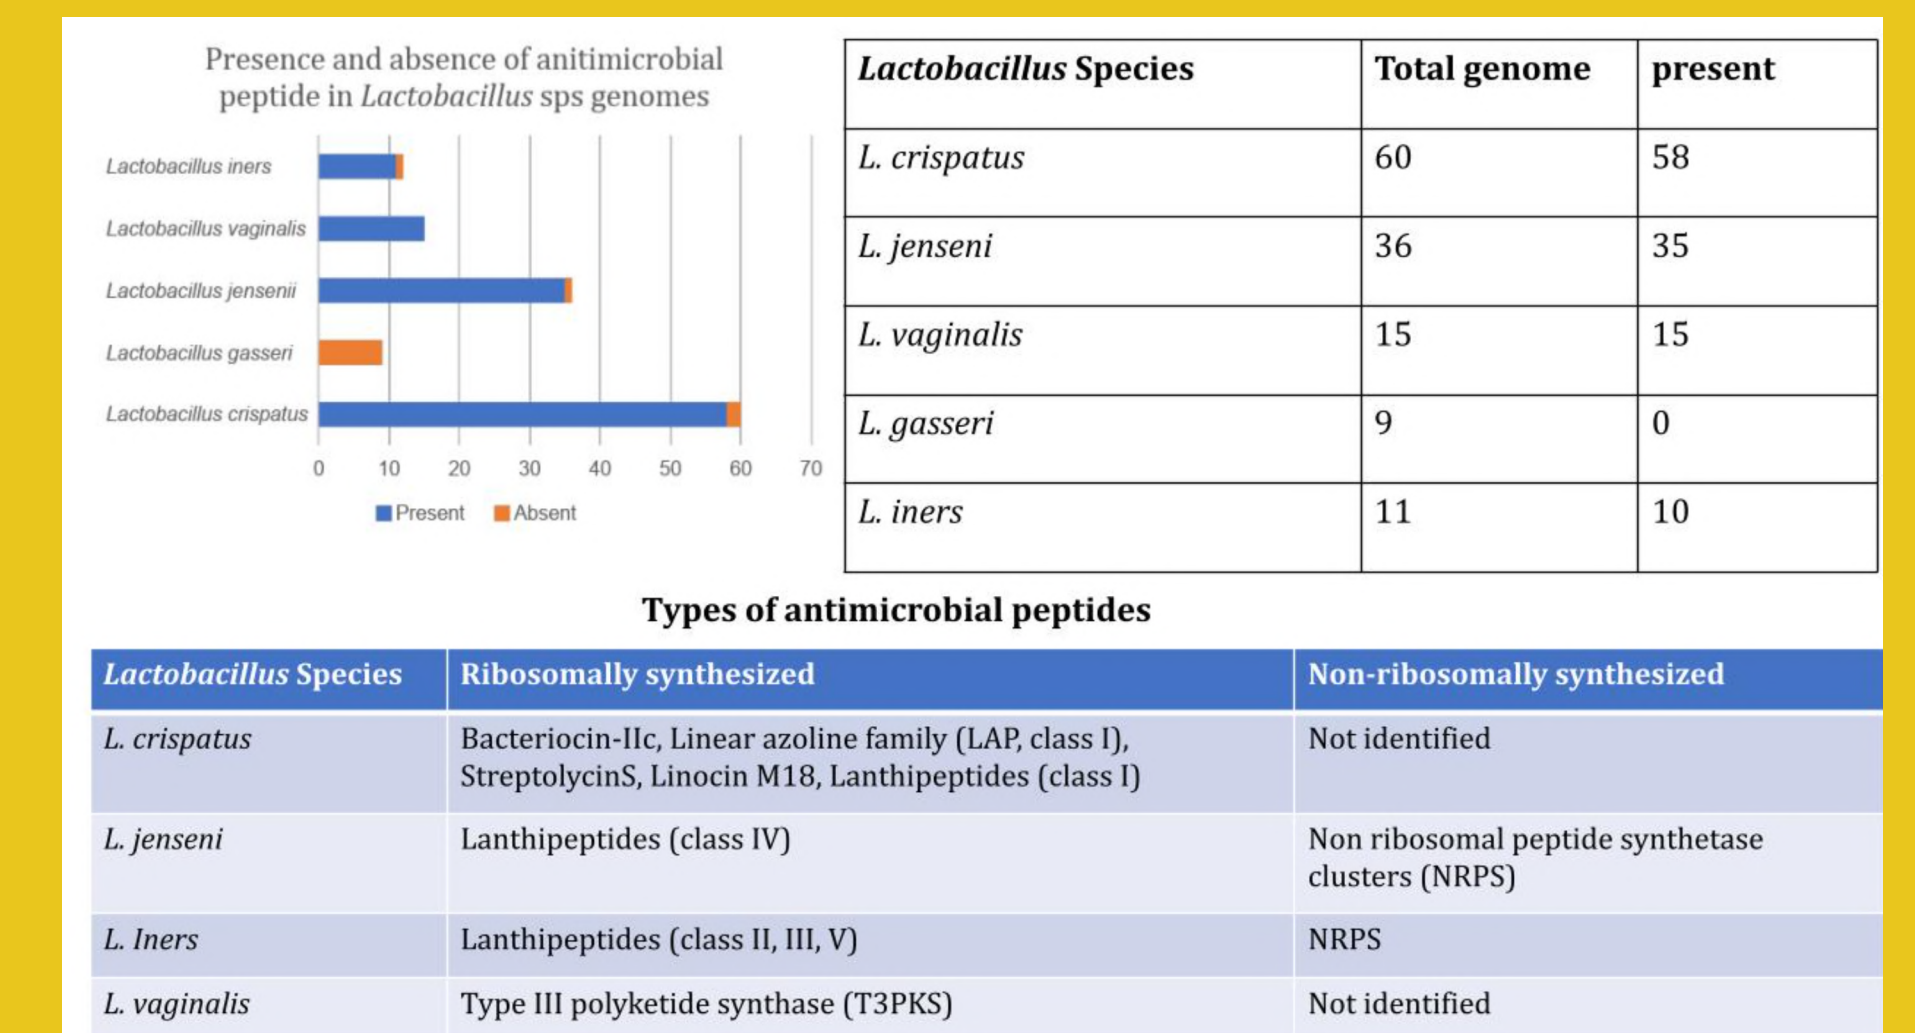 Presence and absence of anitimicrobial
peptide in Lactobacillus sps genomes
Lactobacillus iners
Lactobacillus vaginalis
Lactobacillus jensenii
Lactobacillus gasseri
Lactobacillus crispatus
0 10 20 30 40 50 60 70
Present Absent
Lactobacillus Species Total genome present
L. crispatus 60 58
L. jenseni 36 35
L. vaginalis 15 15
L. gasseri 9 0
L. iners 11 10
Types of antimicrobial peptides
Lactobacillus Species Ribosomally synthesized Non-ribosomally synthesized
L. crispatus Bacteriocin-IIc, Linear azoline family (LAP, class I), Not identified
StreptolycinS, Linocin M18, Lanthipeptides (class I)
L. jenseni Lanthipeptides (class IV) Non ribosomal peptide synthetase
clusters (NRPS)
L. Iners Lanthipeptides (class II, III, V) NRPS
L. vaginalis Type III polyketide synthase (T3PKS) Not identified